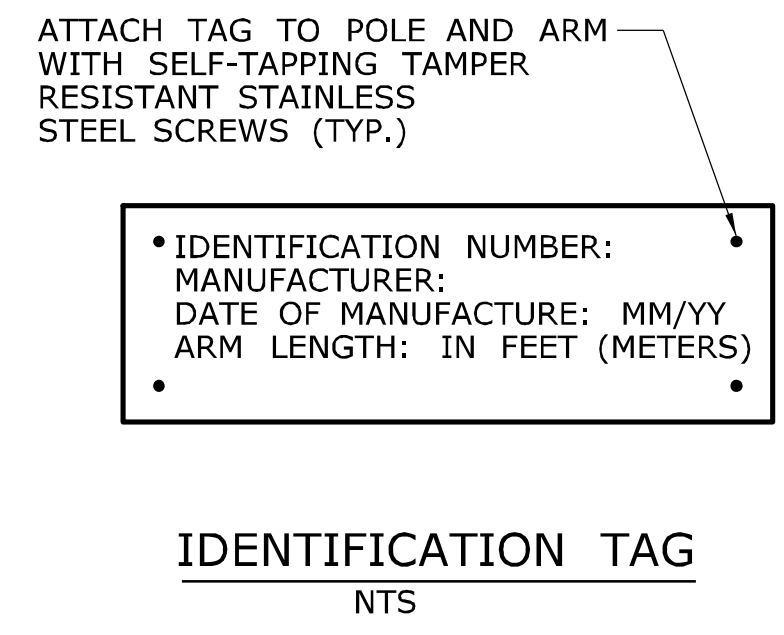 ATTACH TAG TO POLE AND ARM
WITH SELF-TAPPING TAMPER
RESISTANT STAINLESS
STEEL SCREWS (TYP.)
IDENTIFICATION NUMBER:
MANUFACTURER:
DATE OF MANUFACTURE: MM/YY
ARM LENGTH: IN FEET (METERS)
IDENTIFICATION TAG
NTS